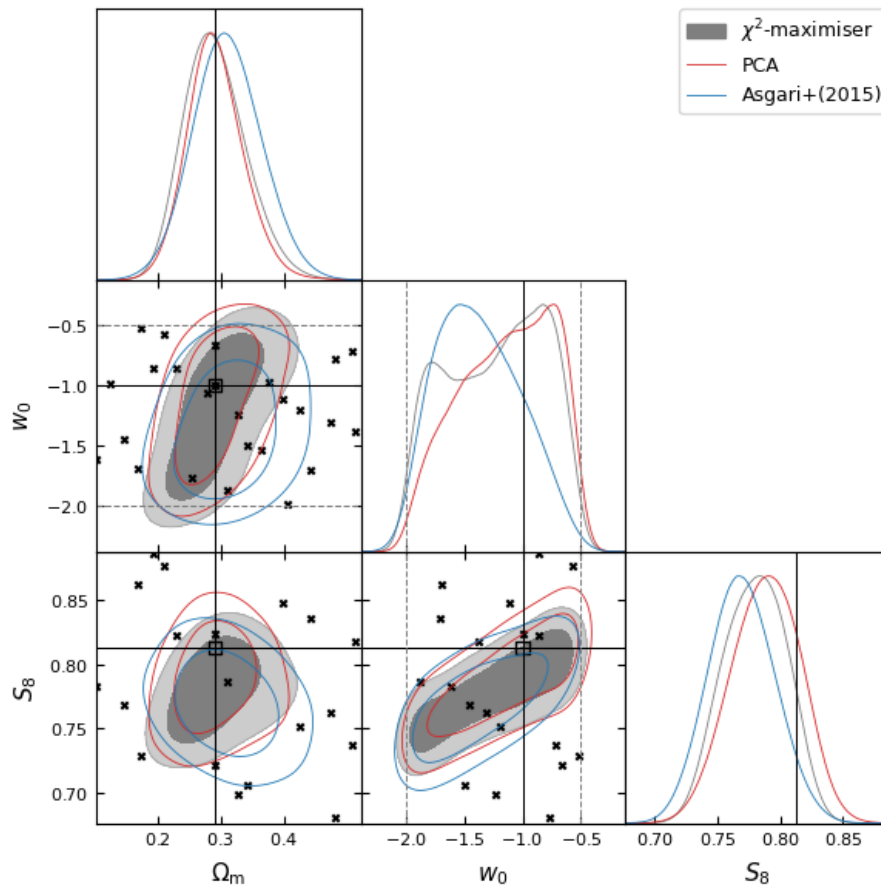 χ²-maximiser
PCA
Asgari+(2015)
w₀
−0.5
−1.0
−1.5
−2.0
S₈
0.85
0.80
0.75
0.70
0.2 0.3 0.4
−2.0 −1.5 −1.0 −0.5
0.70 0.75 0.80 0.85
Ωₘ
w₀
S₈